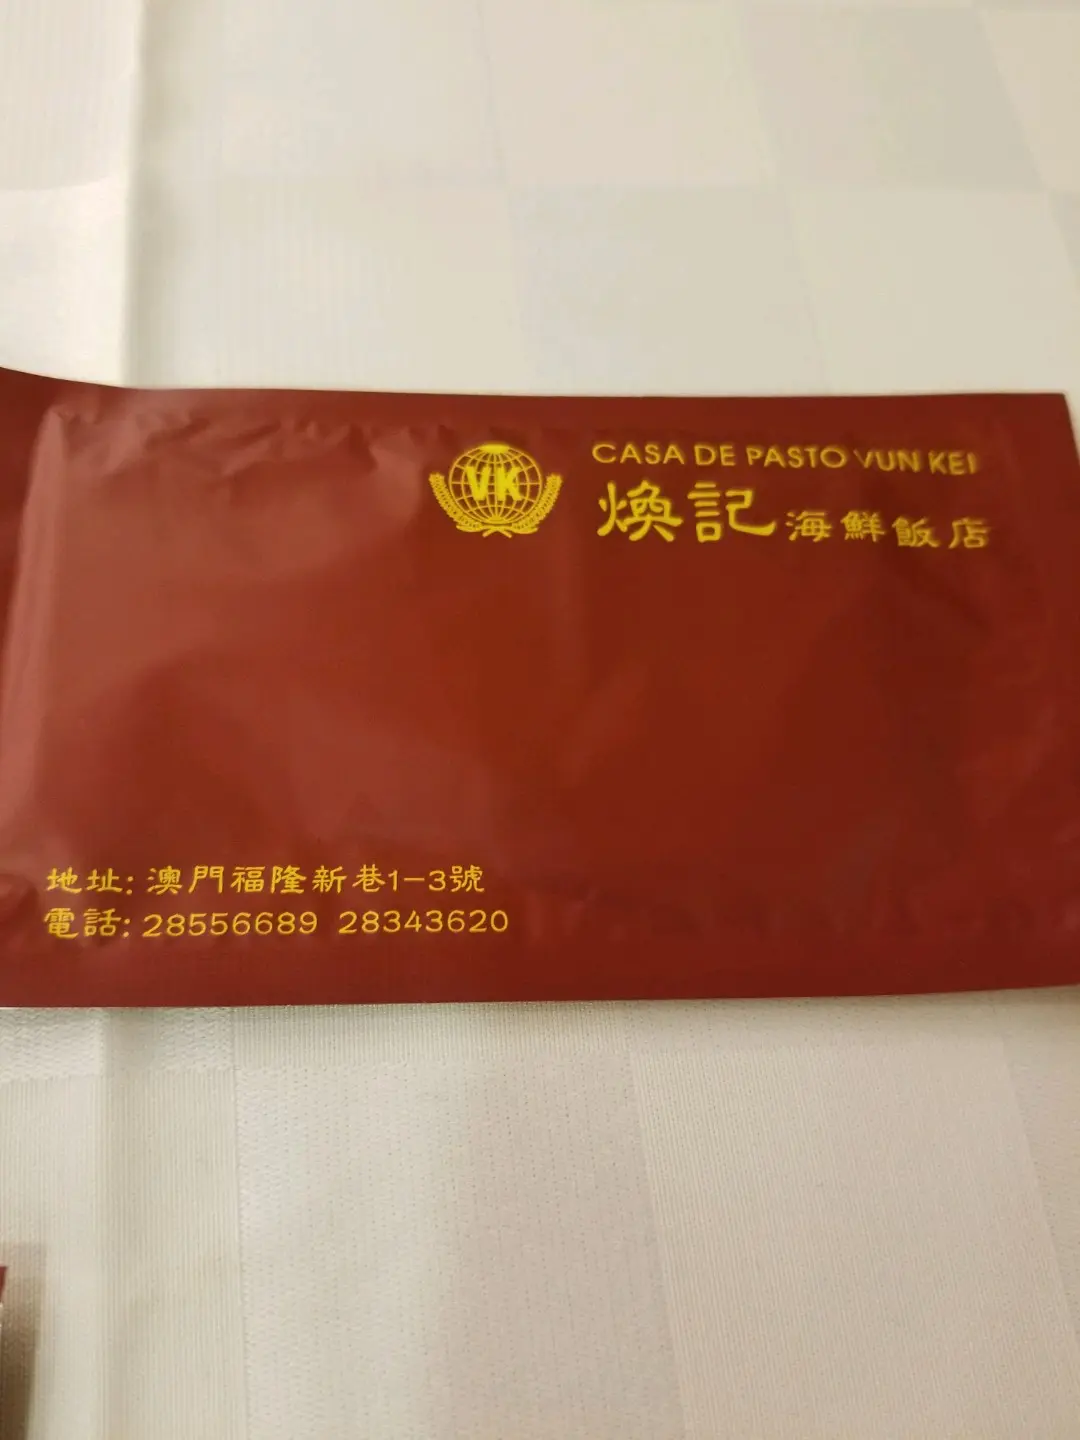 VK
CASA DE PASTO VUN KEI
煥記海鮮飯店
地址：澳門福隆新巷1-3號
電話：28556689 28343620